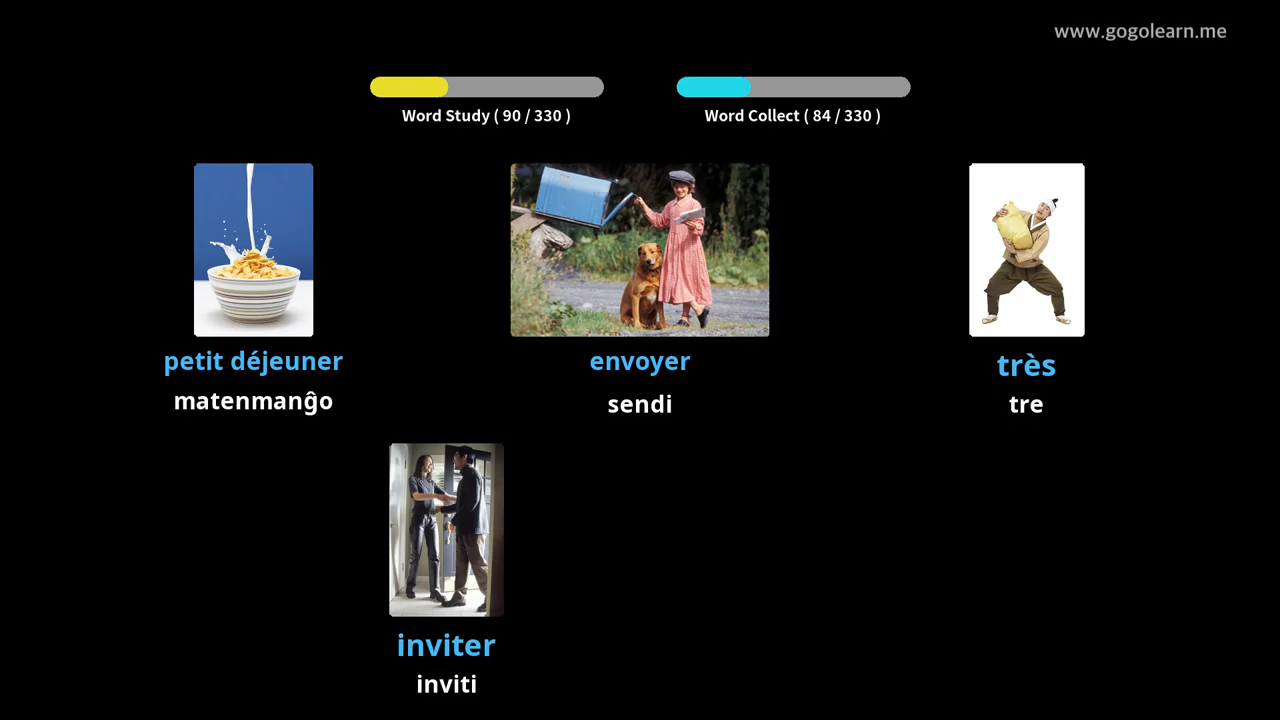 www.gogolearn.me
Word Study ( 90 / 330 )
Word Collect ( 84 / 330 )
petit déjeuner
matenmanĝo
envoyer
sendi
très
tre
inviter
inviti